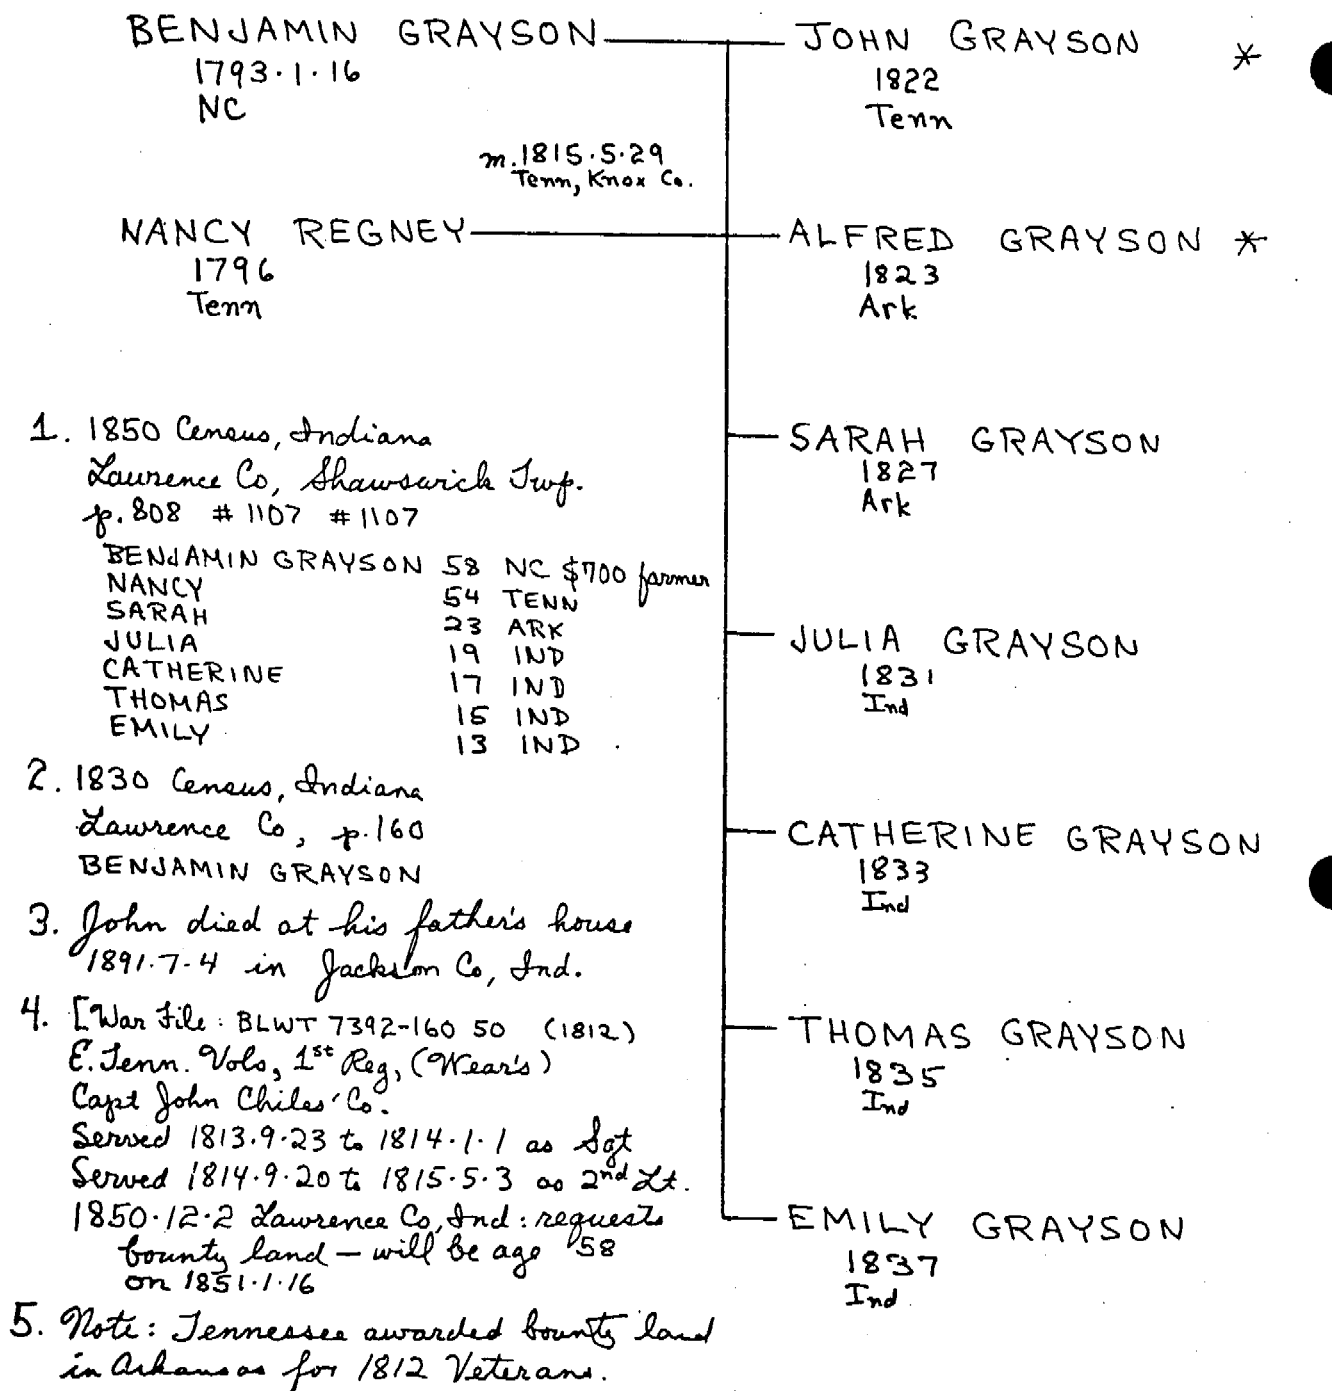 BENJAMIN GRAYSON
1793.1.16
NC
m. 1815.5.29
Tenn, Knox Co.
NANCY REGNEY
1796
Tenn
JOHN GRAYSON *
1822
Tenn
ALFRED GRAYSON *
1823
Ark
SARAH GRAYSON
1827
Ark
JULIA GRAYSON
1831
Ind
CATHERINE GRAYSON
1833
Ind
THOMAS GRAYSON
1835
Ind
EMILY GRAYSON
1837
Ind
1. 1850 Census, Indiana
Lawrence Co, Shawswick Twp.
p. 808 #1107 #1107
BENJAMIN GRAYSON 58 NC $700 farmer
NANCY 54 TENN
SARAH 23 ARK
JULIA 19 IND
CATHERINE 17 IND
THOMAS 15 IND
EMILY 13 IND
2. 1830 Census, Indiana
Lawrence Co, p. 160
BENJAMIN GRAYSON
3. John died at his father's house
1891.7-4 in Jackson Co, Ind.
4. [War File: BLWT 7392-160 50 (1812)
E. Tenn. Vols, 1st Reg, (Wear's)
Capt John Chiles' Co.
Served 1813.9.23 to 1814.1.1 as Sgt
Served 1814.9.20 to 1815.5.3 as 2nd Lt.
1850.12.2 Lawrence Co, Ind: requests
bounty land — will be age 58
on 1851.1.16
5. Note: Tennessee awarded bounty land
in Arkansas for 1812 Veterans.